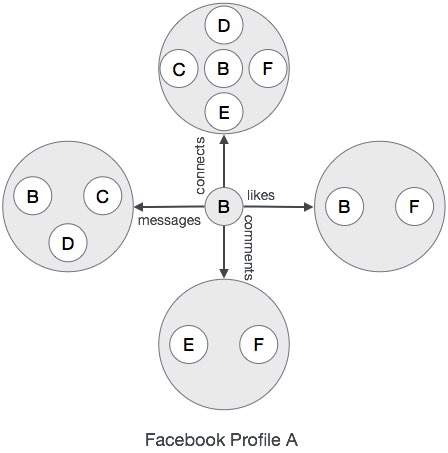 D
C B F
E
connects
B C
D
messages
B
likes
B F
comments
E F
Facebook Profile A